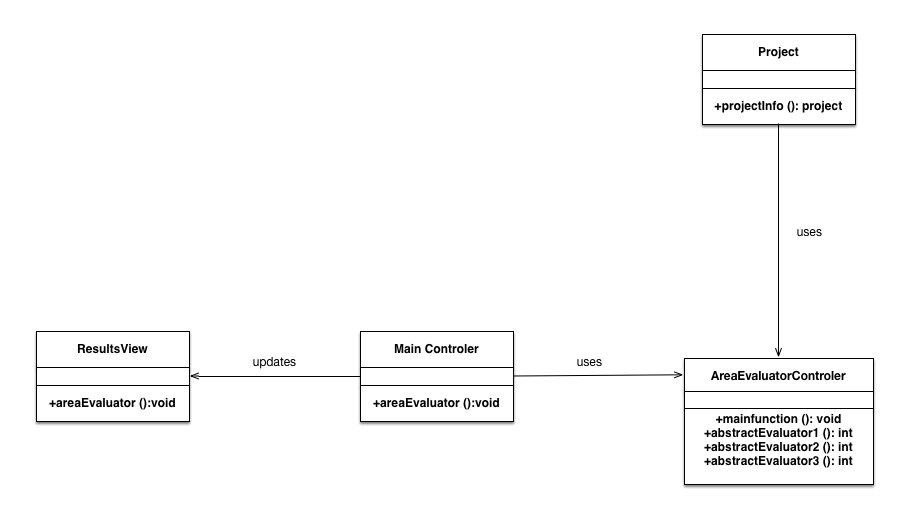 Project
+projectInfo (): project
uses
ResultsView
+areaEvaluator ():void
updates
Main Controler
+areaEvaluator ():void
uses
AreaEvaluatorControler
+mainfunction (): void
+abstractEvaluator1 (): int
+abstractEvaluator2 (): int
+abstractEvaluator3 (): int